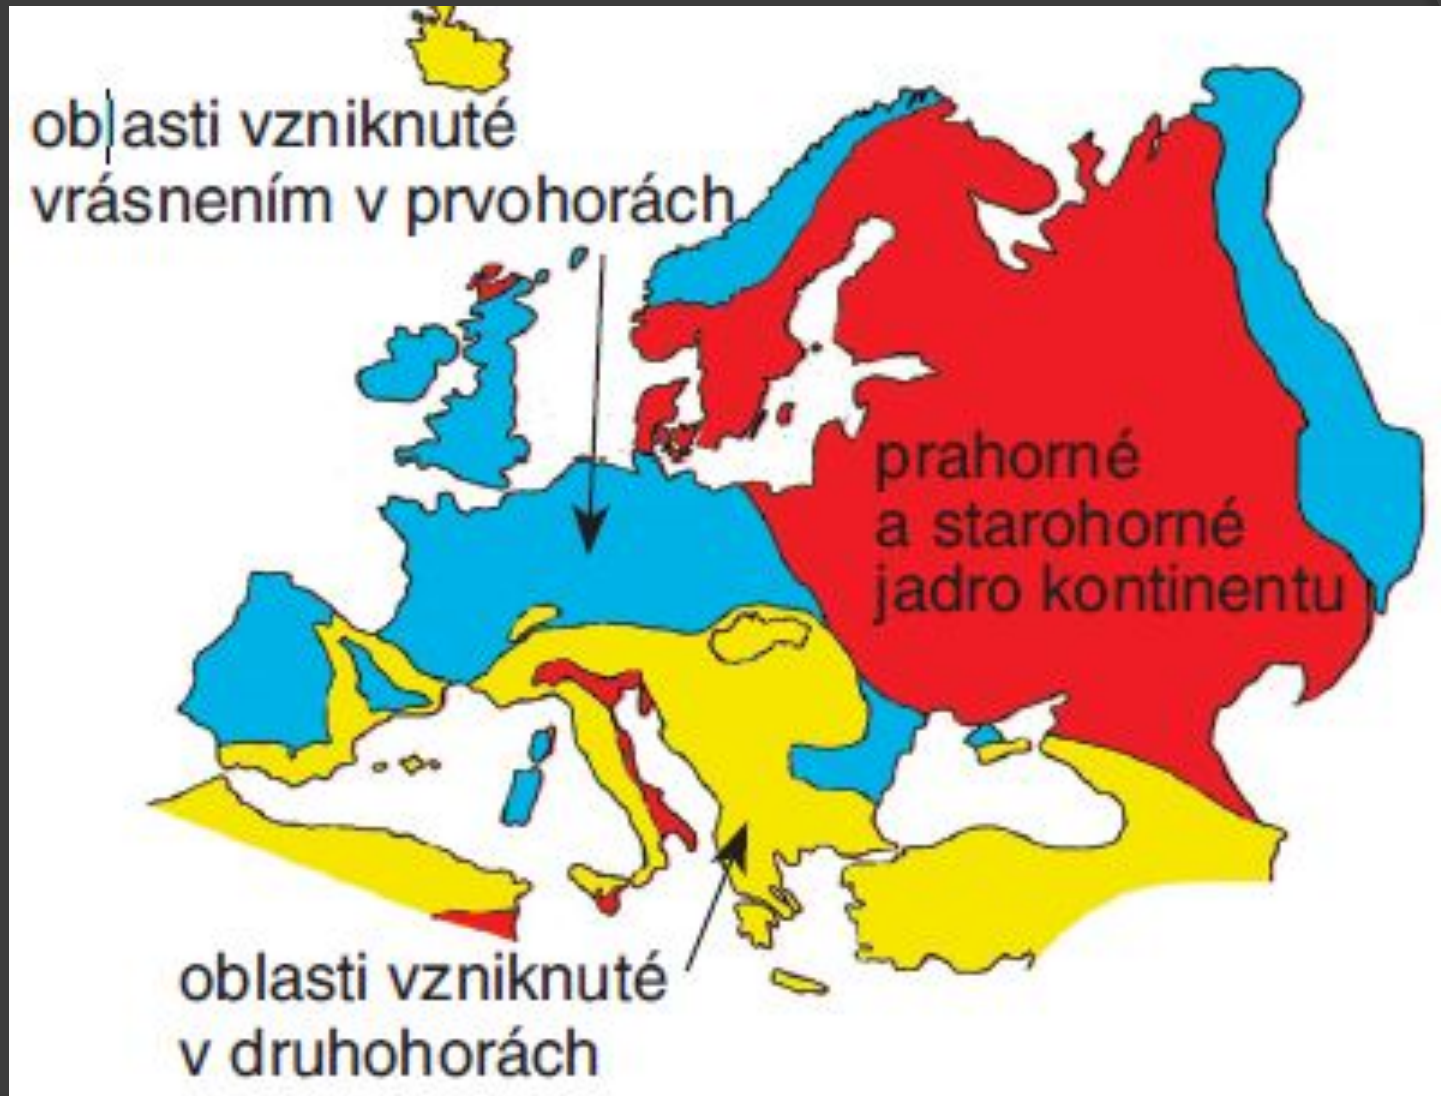 oblasti vzniknuté
vrásnením v prvohorách
prahorné
a starohorné
jadro kontinentu
oblasti vzniknuté
v druhohorách